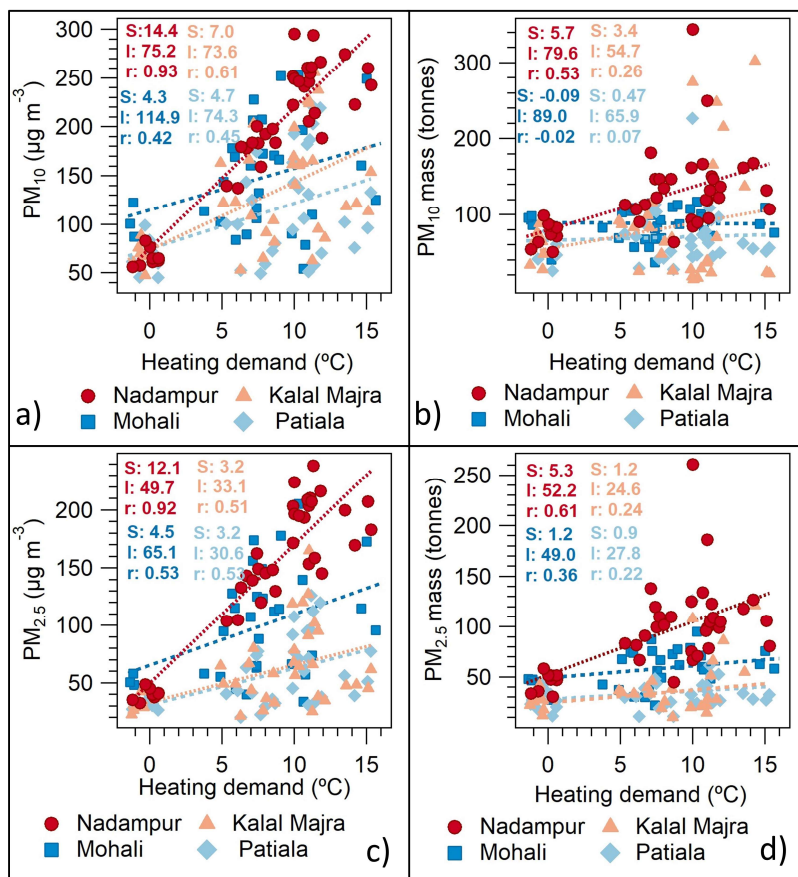 a)
S:14.4 S: 7.0
I: 75.2 I: 73.6
r: 0.93 r: 0.61
S: 4.3 S: 4.7
I: 114.9 I: 74.3
r: 0.42 r: 0.45
300
250
200
150
100
50
PM10 (µg m-3)
0 5 10 15
Heating demand (ºC)
Nadampur Kalal Majra
Mohali Patiala
b)
S: 5.7 S: 3.4
I: 79.6 I: 54.7
r: 0.53 r: 0.26
S: -0.09 S: 0.47
I: 89.0 I: 65.9
r: -0.02 r: 0.07
300
200
100
PM10 mass (tonnes)
0 5 10 15
Heating demand (ºC)
Nadampur Kalal Majra
Mohali Patiala
S: 12.1 S: 3.2
I: 49.7 I: 33.1
r: 0.92 r: 0.51
S: 4.5 S: 3.2
I: 65.1 I: 30.6
r: 0.53 r: 0.53
200
150
100
50
PM2.5 (µg m-3)
0 5 10 15
Heating demand (ºC)
Nadampur Kalal Majra
Mohali Patiala
c)
S: 5.3 S: 1.2
I: 52.2 I: 24.6
r: 0.61 r: 0.24
S: 1.2 S: 0.9
I: 49.0 I: 27.8
r: 0.36 r: 0.22
250
200
150
100
50
0
PM2.5 mass (tonnes)
0 5 10 15
Heating demand (ºC)
Nadampur Kalal Majra
Mohali Patiala
d)